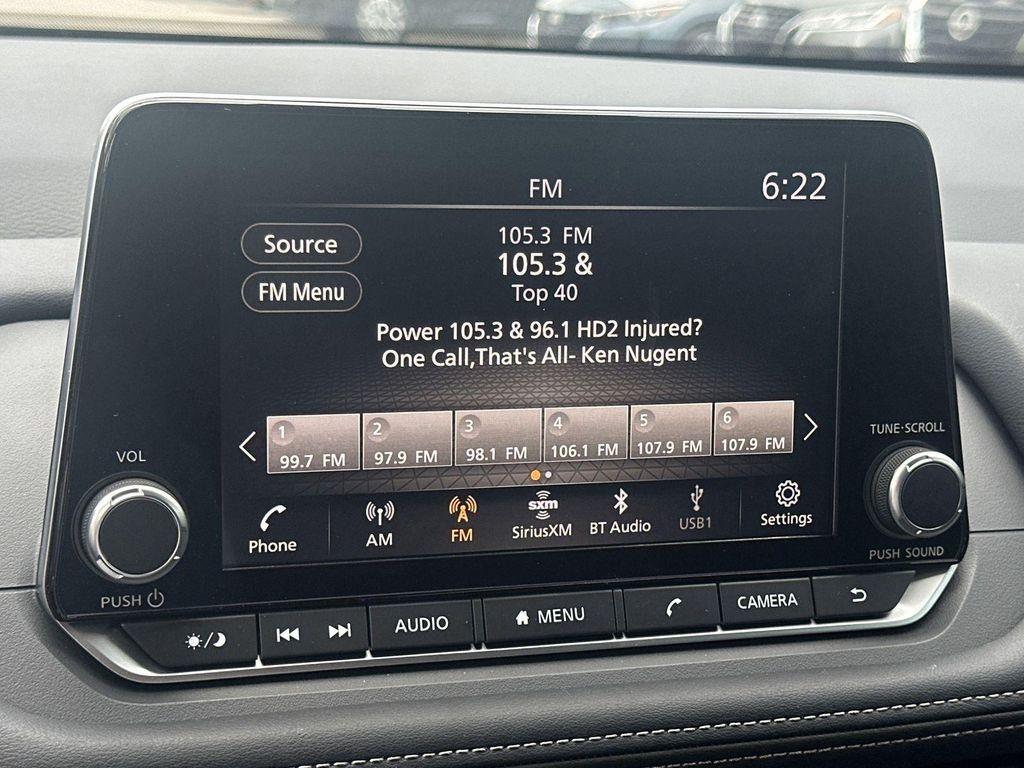 FM
6:22
Source
105.3 FM
105.3 &
FM Menu
Top 40
Power 105.3 & 96.1 HD2 Injured?
One Call,That's All- Ken Nugent
1
2
3
4
5
6
99.7 FM
97.9 FM
98.1 FM
106.1 FM
107.9 FM
107.9 FM
VOL
TUNE·SCROLL
sxm
Phone
AM
FM
SiriusXM
BT Audio
USB1
Settings
PUSH
PUSH SOUND
AUDIO
MENU
CAMERA